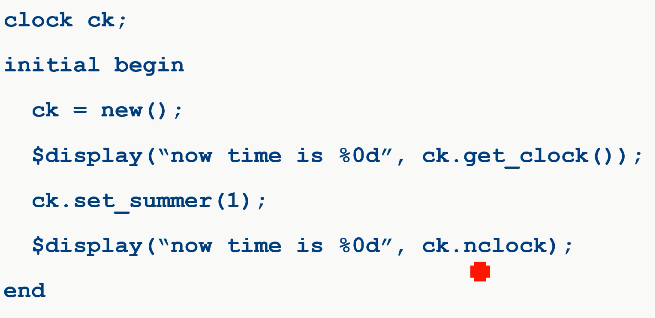 clock ck;
initial begin
ck = new();
$display(“now time is %0d”, ck.get_clock());
ck.set_summer(1);
$display(“now time is %0d”, ck.nclock);
end